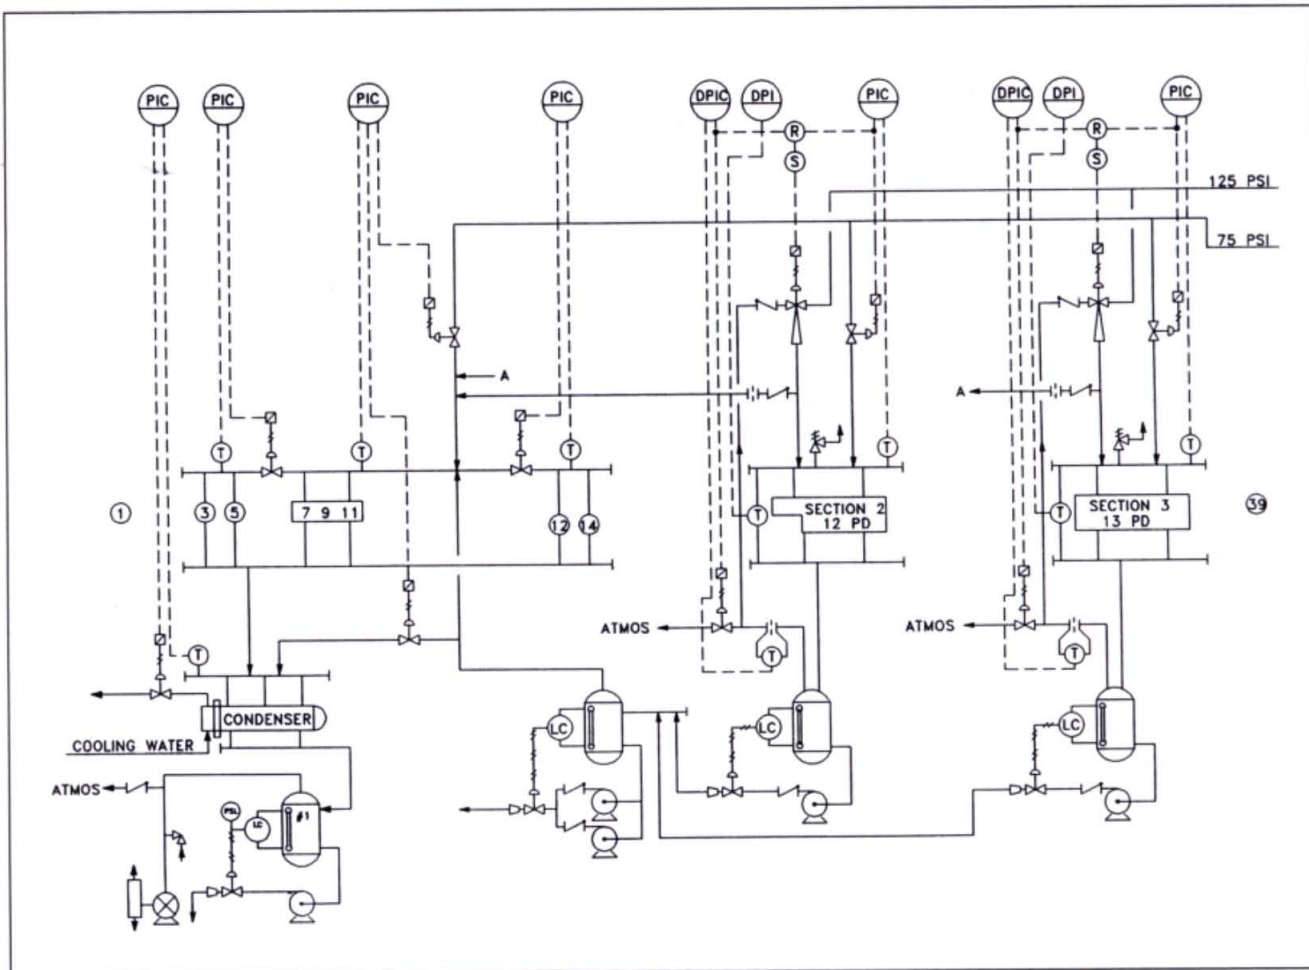 PIC
PIC
PIC
PIC
DPIC
DPI
PIC
DPIC
DPI
PIC
R
R
S
S
125 PSI
75 PSI
A
A
T
T
T
T
T
1
3
5
7 9 11
12
14
T
SECTION 2
12 PD
T
SECTION 3
13 PD
39
ATMOS
ATMOS
T
T
T
CONDENSER
COOLING WATER
LC
LC
LC
ATMOS
PSL
LC
#1